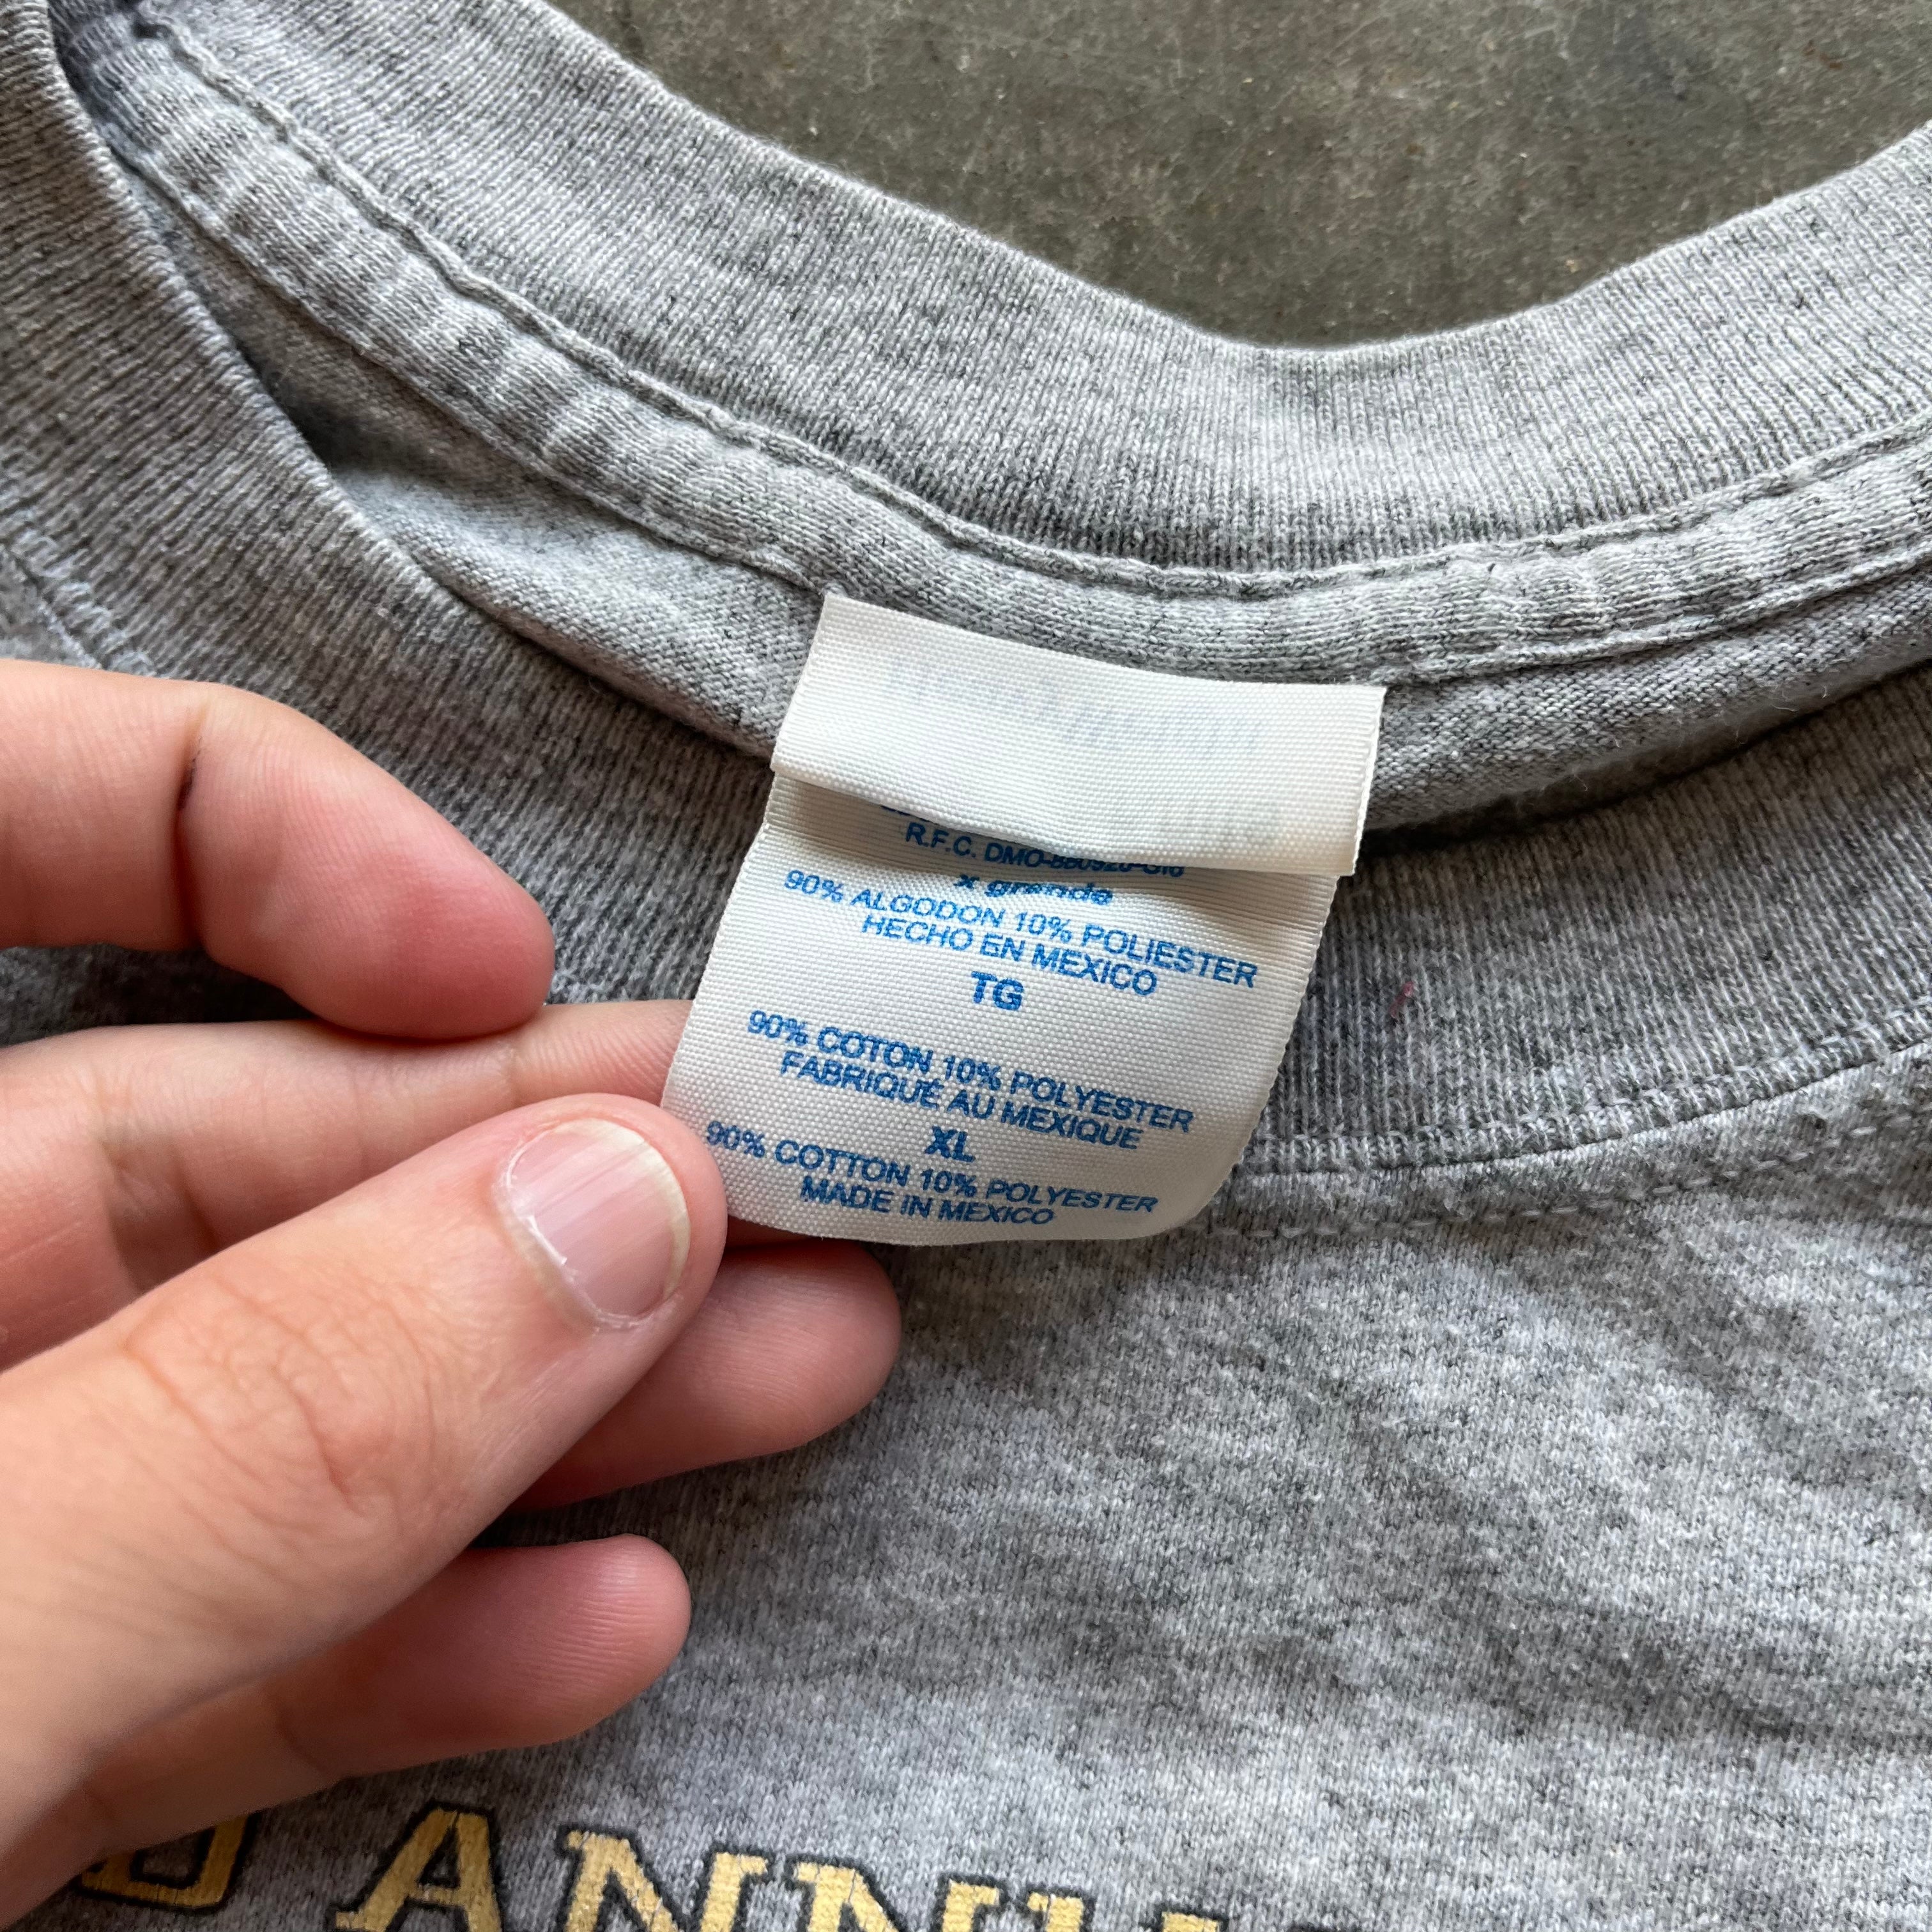 R.F.C.
x grande
90% ALGODON 10% POLIESTER
HECHO EN MEXICO
TG
90% COTON 10% POLYESTER
FABRIQUÉ AU MEXIQUE
XL
90% COTTON 10% POLYESTER
MADE IN MEXICO